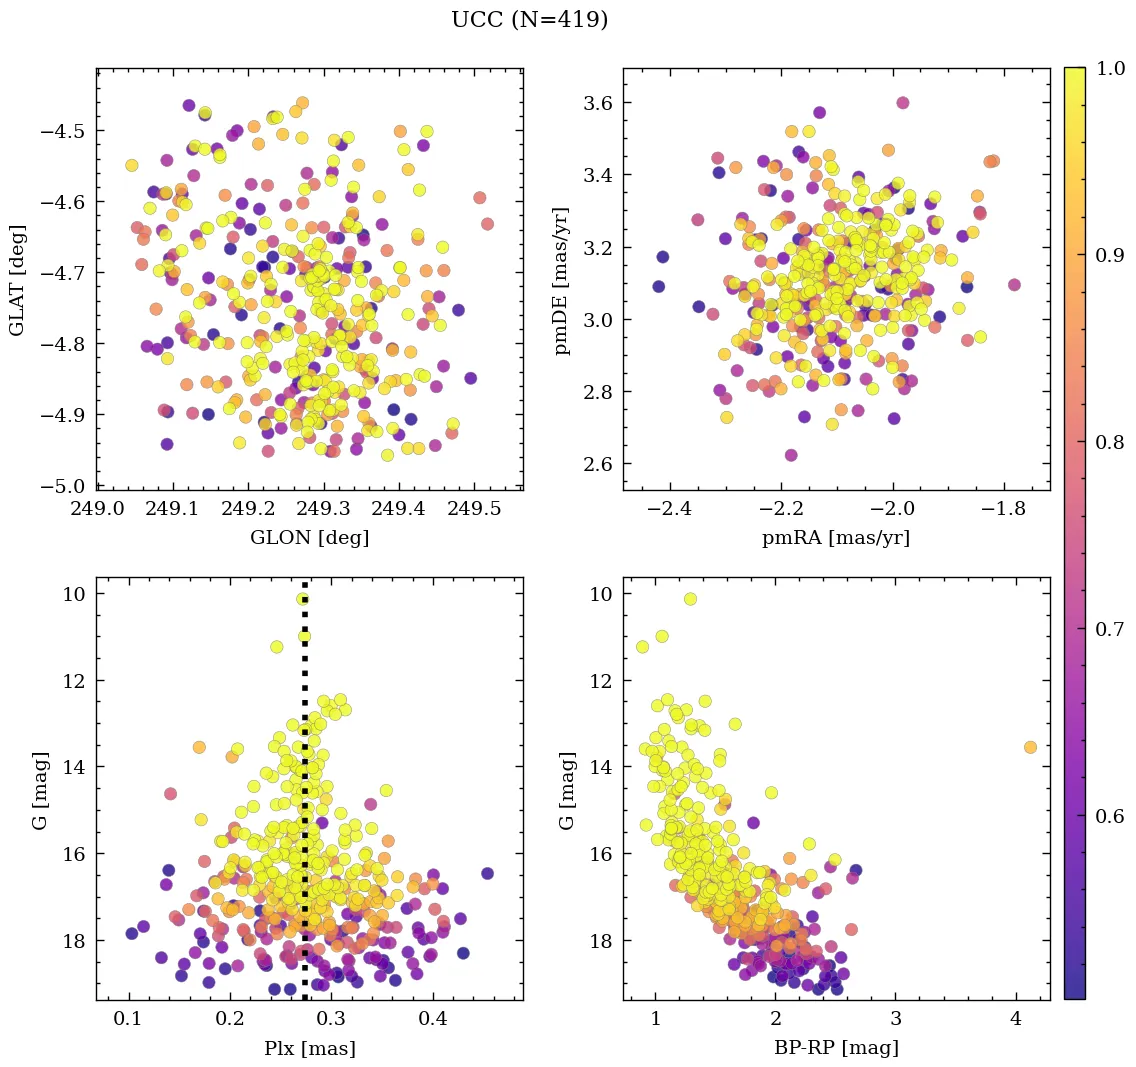 UCC (N=419)
−4.5
−4.6
−4.7
−4.8
−4.9
−5.0
GLAT [deg]
249.0 249.1 249.2 249.3 249.4 249.5
GLON [deg]
3.6
3.4
3.2
3.0
2.8
2.6
pmDE [mas/yr]
−2.4 −2.2 −2.0 −1.8
pmRA [mas/yr]
10
12
14
16
18
G [mag]
0.1 0.2 0.3 0.4
Plx [mas]
10
12
14
16
18
G [mag]
1 2 3 4
BP-RP [mag]
1.0
0.9
0.8
0.7
0.6